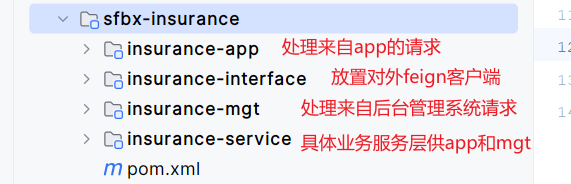 sfbx-insurance
insurance-app 处理来自app的请求
insurance-interface 放置对外feign客户端
insurance-mgt 处理来自后台管理系统请求
insurance-service 具体业务服务层供app和mgt
m pom.xml